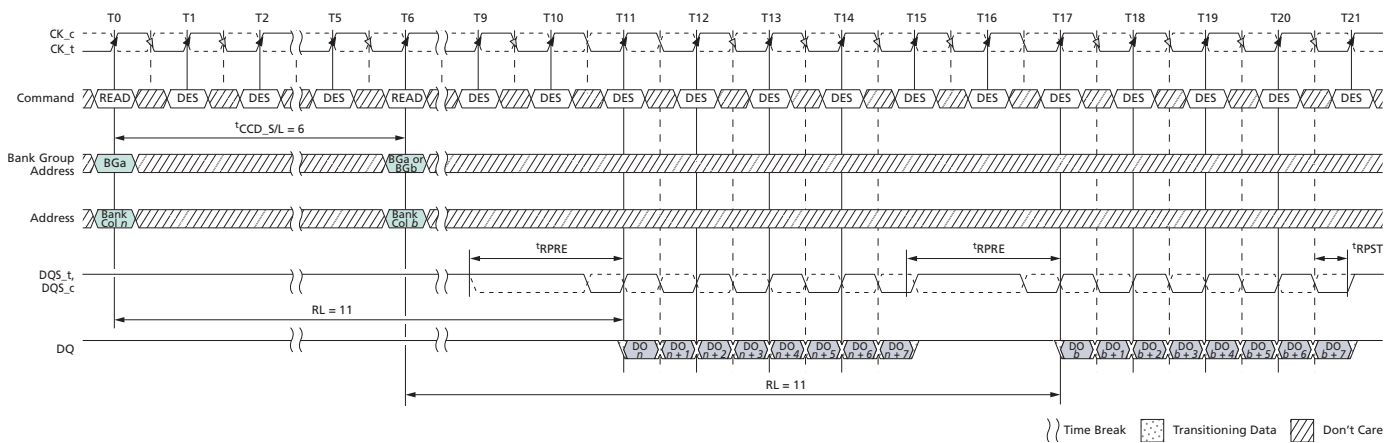 T0 T1 T2 T5 T6 T9 T10 T11 T12 T13 T14 T15 T16 T17 T18 T19 T20 T21
CK_c
CK_t
Command READ DES DES DES READ DES DES DES DES DES DES DES DES DES DES DES DES DES
tCCD_S/L = 6
Bank Group
Address
BGa
BGa or
BGb
Address
Bank
Col n
Bank
Col b
tRPRE tRPRE tRPST
DQS_t,
DQS_c
RL = 11
DQ
DO
n
DO
n + 1
DO
n + 2
DO
n + 3
DO
n + 4
DO
n + 5
DO
n + 6
DO
n + 7
DO
b
DO
b + 1
DO
b + 2
DO
b + 3
DO
b + 4
DO
b + 5
DO
b + 6
DO
b + 7
RL = 11
Time Break Transitioning Data Don't Care